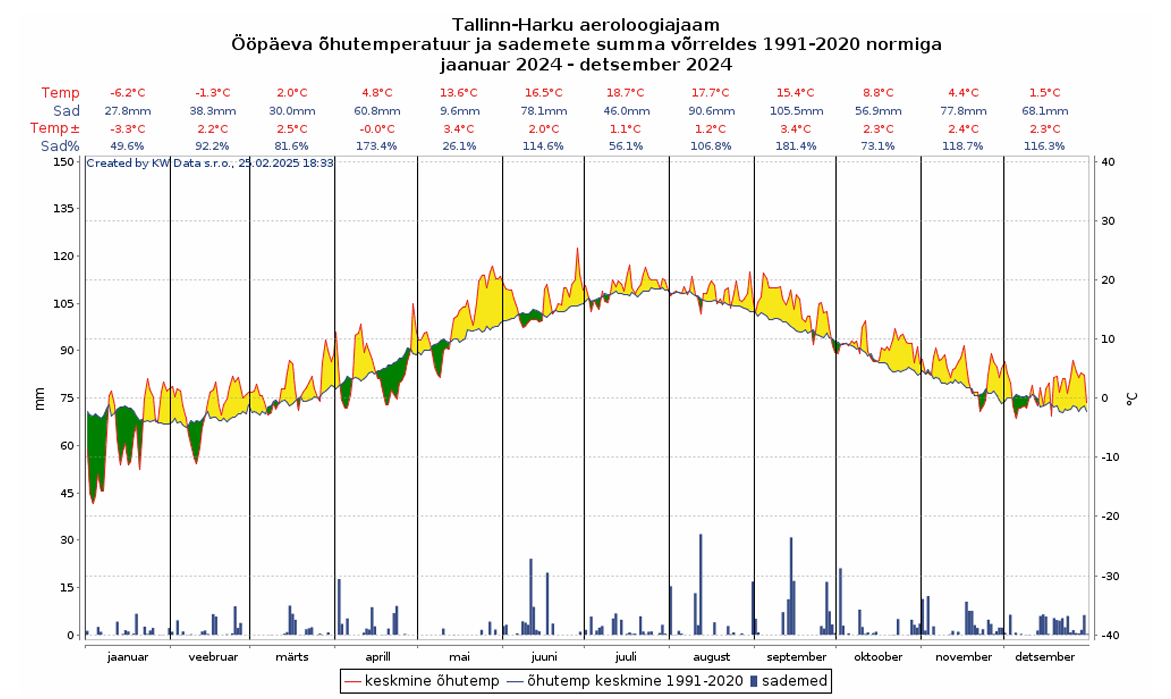 Tallinn-Harku aeroloogiajaam
Ööpäeva õhutemperatuur ja sademete summa võrreldes 1991-2020 normiga
jaanuar 2024 - detsember 2024
Temp -6.2°C -1.3°C 2.0°C 4.8°C 13.6°C 16.5°C 18.7°C 17.7°C 15.4°C 8.8°C 4.4°C 1.5°C
Sad 27.8mm 38.3mm 30.0mm 60.8mm 9.6mm 78.1mm 46.0mm 90.6mm 105.5mm 56.9mm 77.8mm 68.1mm
Temp± -3.3°C 2.2°C 2.5°C -0.0°C 3.4°C 2.0°C 1.1°C 1.2°C 3.4°C 2.3°C 2.4°C 2.3°C
Sad% 49.6% 92.2% 81.6% 173.4% 26.1% 114.6% 56.1% 106.8% 181.4% 73.1% 118.7% 116.3%
150 Created by KW Data s.r.o., 25.02.2025 18:33 40
135
30
120
20
105
90 10
mm
75 0 °C
60
-10
45
-20
30
15 -30
0 -40
jaanuar veebruar märts aprill mai juuni juuli august september oktoober november detsember
keskmine õhutemp õhutemp keskmine 1991-2020 sademed